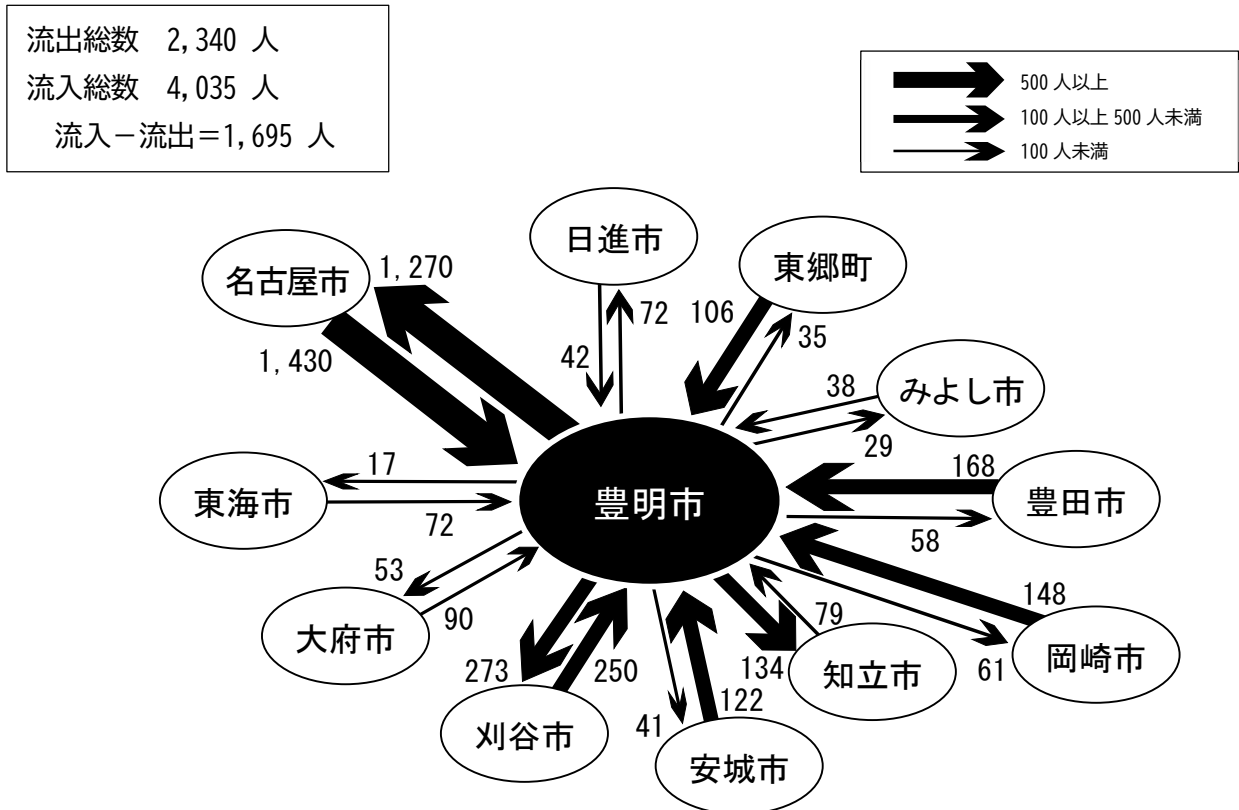 流出総数 2,340 人
流入総数 4,035 人
流入－流出＝1,695 人
500 人以上
100 人以上 500 人未満
100 人未満
日進市
東郷町
名古屋市
1,270
72
106
35
42
1,430
38
みよし市
29
17
168
東海市
豊明市
豊田市
72
58
53
90
148
79
大府市
岡崎市
273
250
134
知立市
61
122
41
刈谷市
安城市